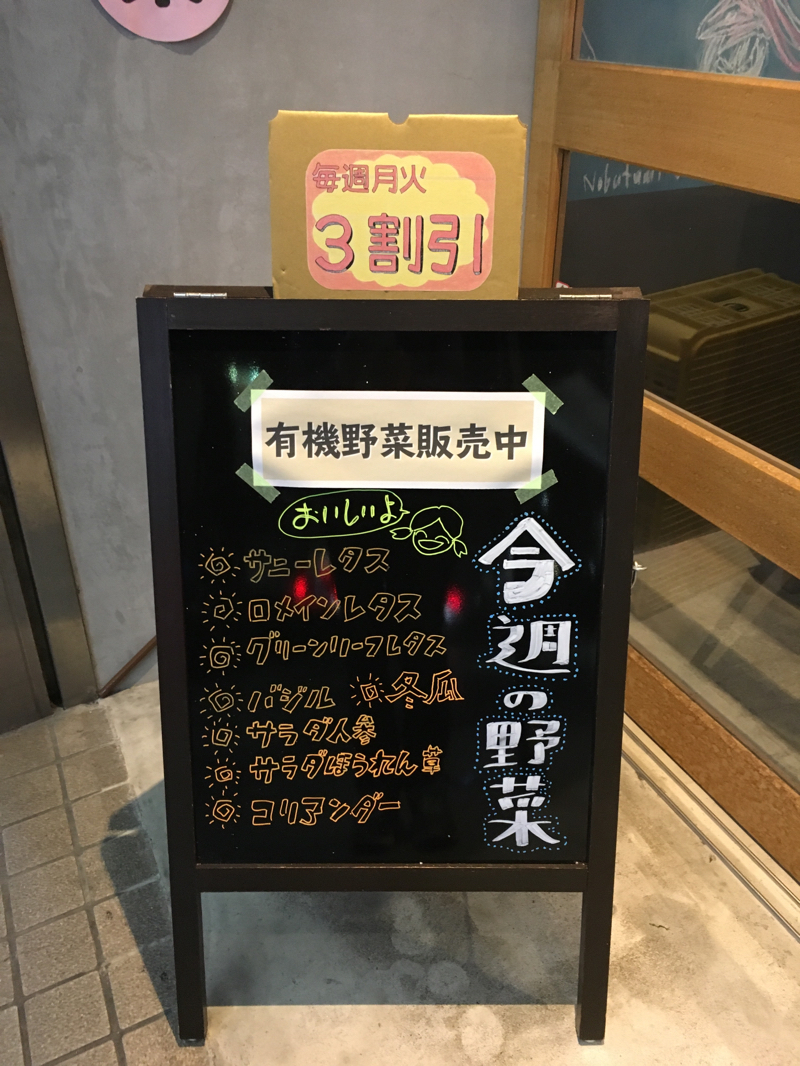 毎週月火
3割引
有機野菜販売中
おいしいよ
今週の野菜
サニーレタス
ロメインレタス
グリーンリーフレタス
バジル 冬瓜
サラダ人参
サラダほうれん草
コリアンダー